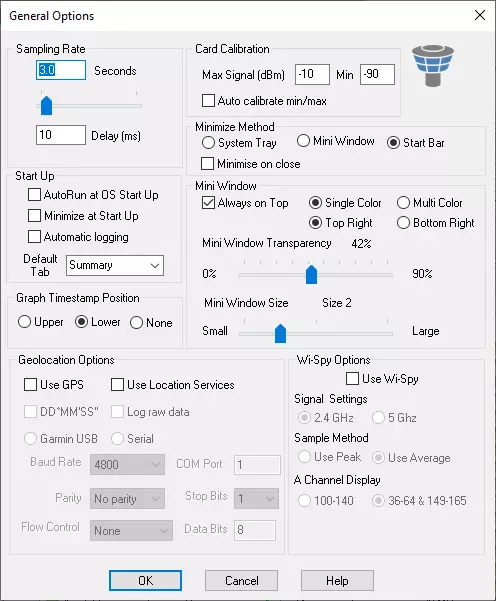 General Options
Sampling Rate
3.0 Seconds
10 Delay (ms)
Card Calibration
Max Signal (dBm) -10 Min -90
Auto calibrate min/max
Minimize Method
System Tray Mini Window Start Bar
Minimise on close
Start Up
AutoRun at OS Start Up
Minimize at Start Up
Automatic logging
Default Tab Summary
Mini Window
Always on Top Single Color Multi Color
Top Right Bottom Right
Mini Window Transparency 42%
0% 90%
Mini Window Size Size 2
Small Large
Graph Timestamp Position
Upper Lower None
Geolocation Options
Use GPS Use Location Services
DD°MM'SS" Log raw data
Garmin USB Serial
Baud Rate 4800 COM Port 1
Parity No parity Stop Bits 1
Flow Control None Data Bits 8
Wi-Spy Options
Use Wi-Spy
Signal Settings
2.4 GHz 5 Ghz
Sample Method
Use Peak Use Average
A Channel Display
100-140 36-64 & 149-165
OK Cancel Help